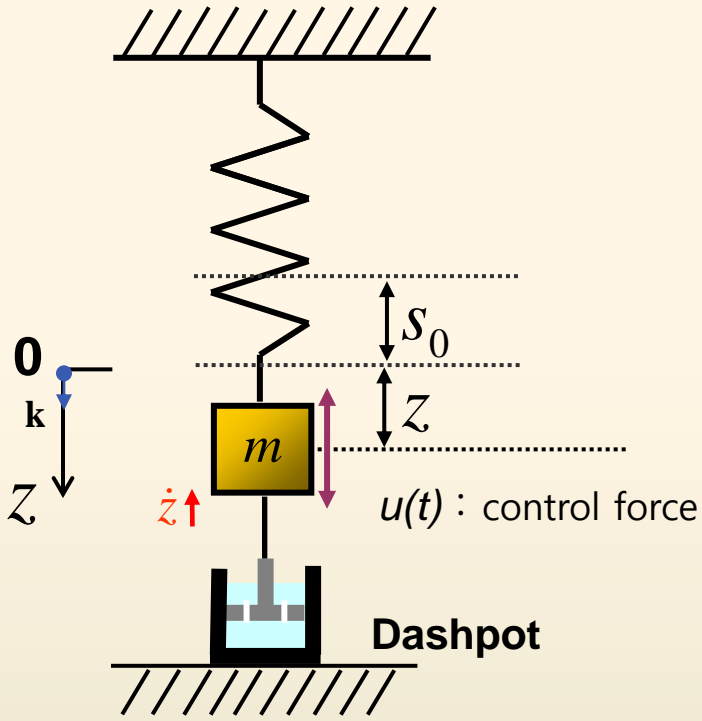 s₀
0
k
z
z
m
ż
u(t) : control force
Dashpot